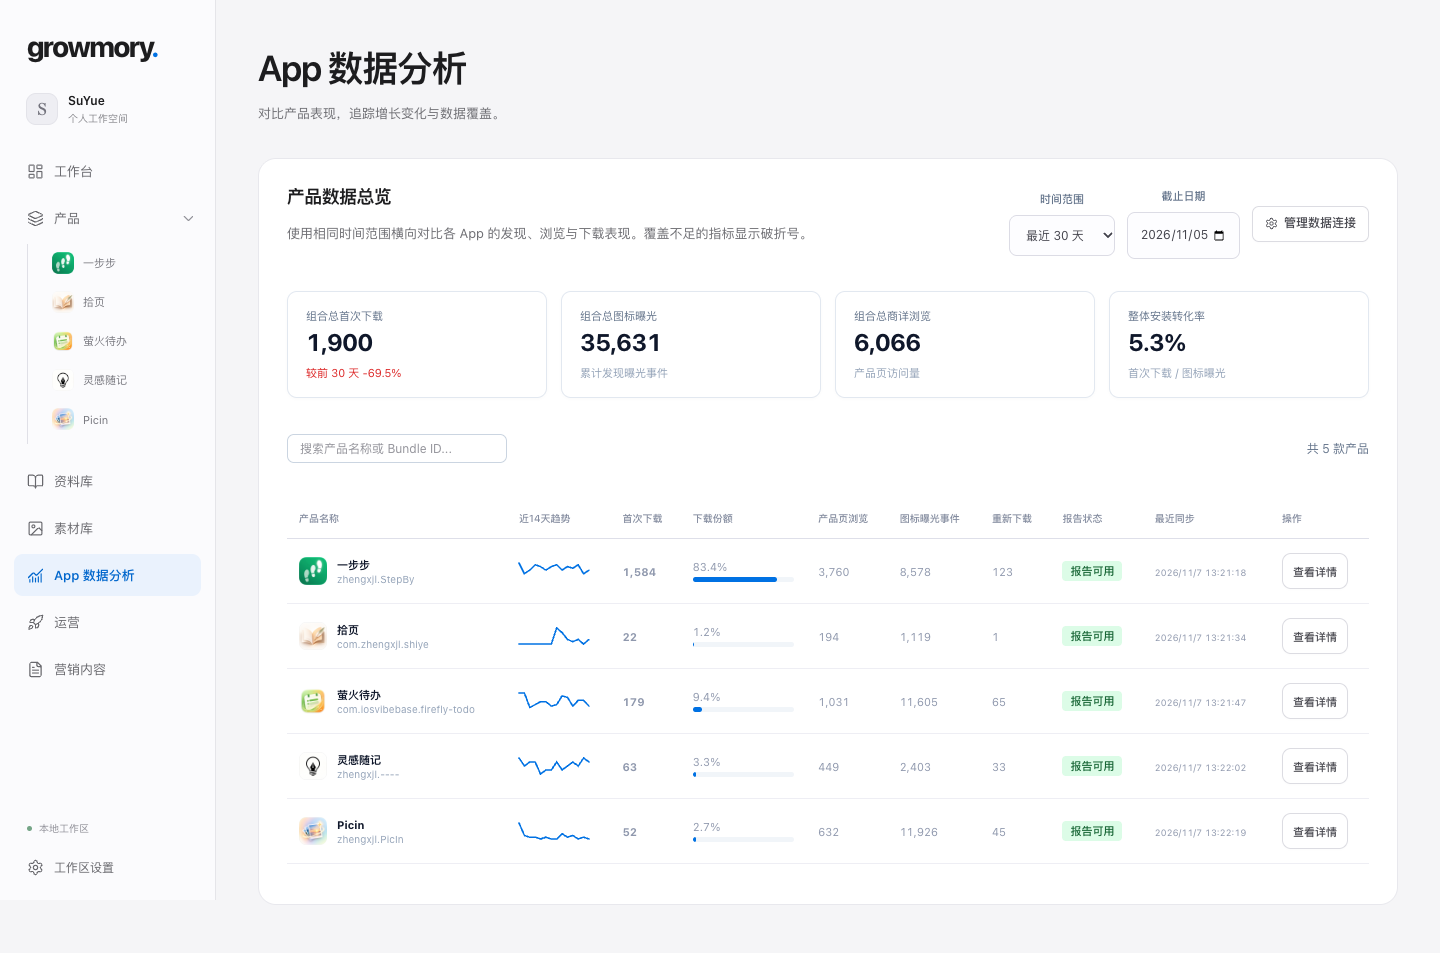 growmory.
S
SuYue
个人工作空间
工作台
产品
一步步
拾页
萤火待办
灵感随记
Picin
资料库
素材库
App 数据分析
运营
营销内容
本地工作区
工作区设置
App 数据分析
对比产品表现，追踪增长变化与数据覆盖。
产品数据总览
使用相同时间范围横向对比各 App 的发现、浏览与下载表现。覆盖不足的指标显示破折号。
时间范围
最近 30 天
截止日期
2026/11/05
管理数据连接
组合总首次下载
1,900
较前 30 天 -69.5%
组合总图标曝光
35,631
累计发现曝光事件
组合总商详浏览
6,066
产品页访问量
整体安装转化率
5.3%
首次下载 / 图标曝光
搜索产品名称或 Bundle ID...
共 5 款产品
产品名称 近14天趋势 首次下载 下载份额 产品页浏览 图标曝光事件 重新下载 报告状态 最近同步 操作
一步步
zhengxjl.StepBy
1,584 83.4% 3,760 8,578 123 报告可用 2026/11/7 13:21:18 查看详情
拾页
com.zhengxjl.shiye
22 1.2% 194 1,119 1 报告可用 2026/11/7 13:21:34 查看详情
萤火待办
com.iosvibebase.firefly-todo
179 9.4% 1,031 11,605 65 报告可用 2026/11/7 13:21:47 查看详情
灵感随记
zhengxjl.----
63 3.3% 449 2,403 33 报告可用 2026/11/7 13:22:02 查看详情
Picin
zhengxjl.Picin
52 2.7% 632 11,926 45 报告可用 2026/11/7 13:22:19 查看详情